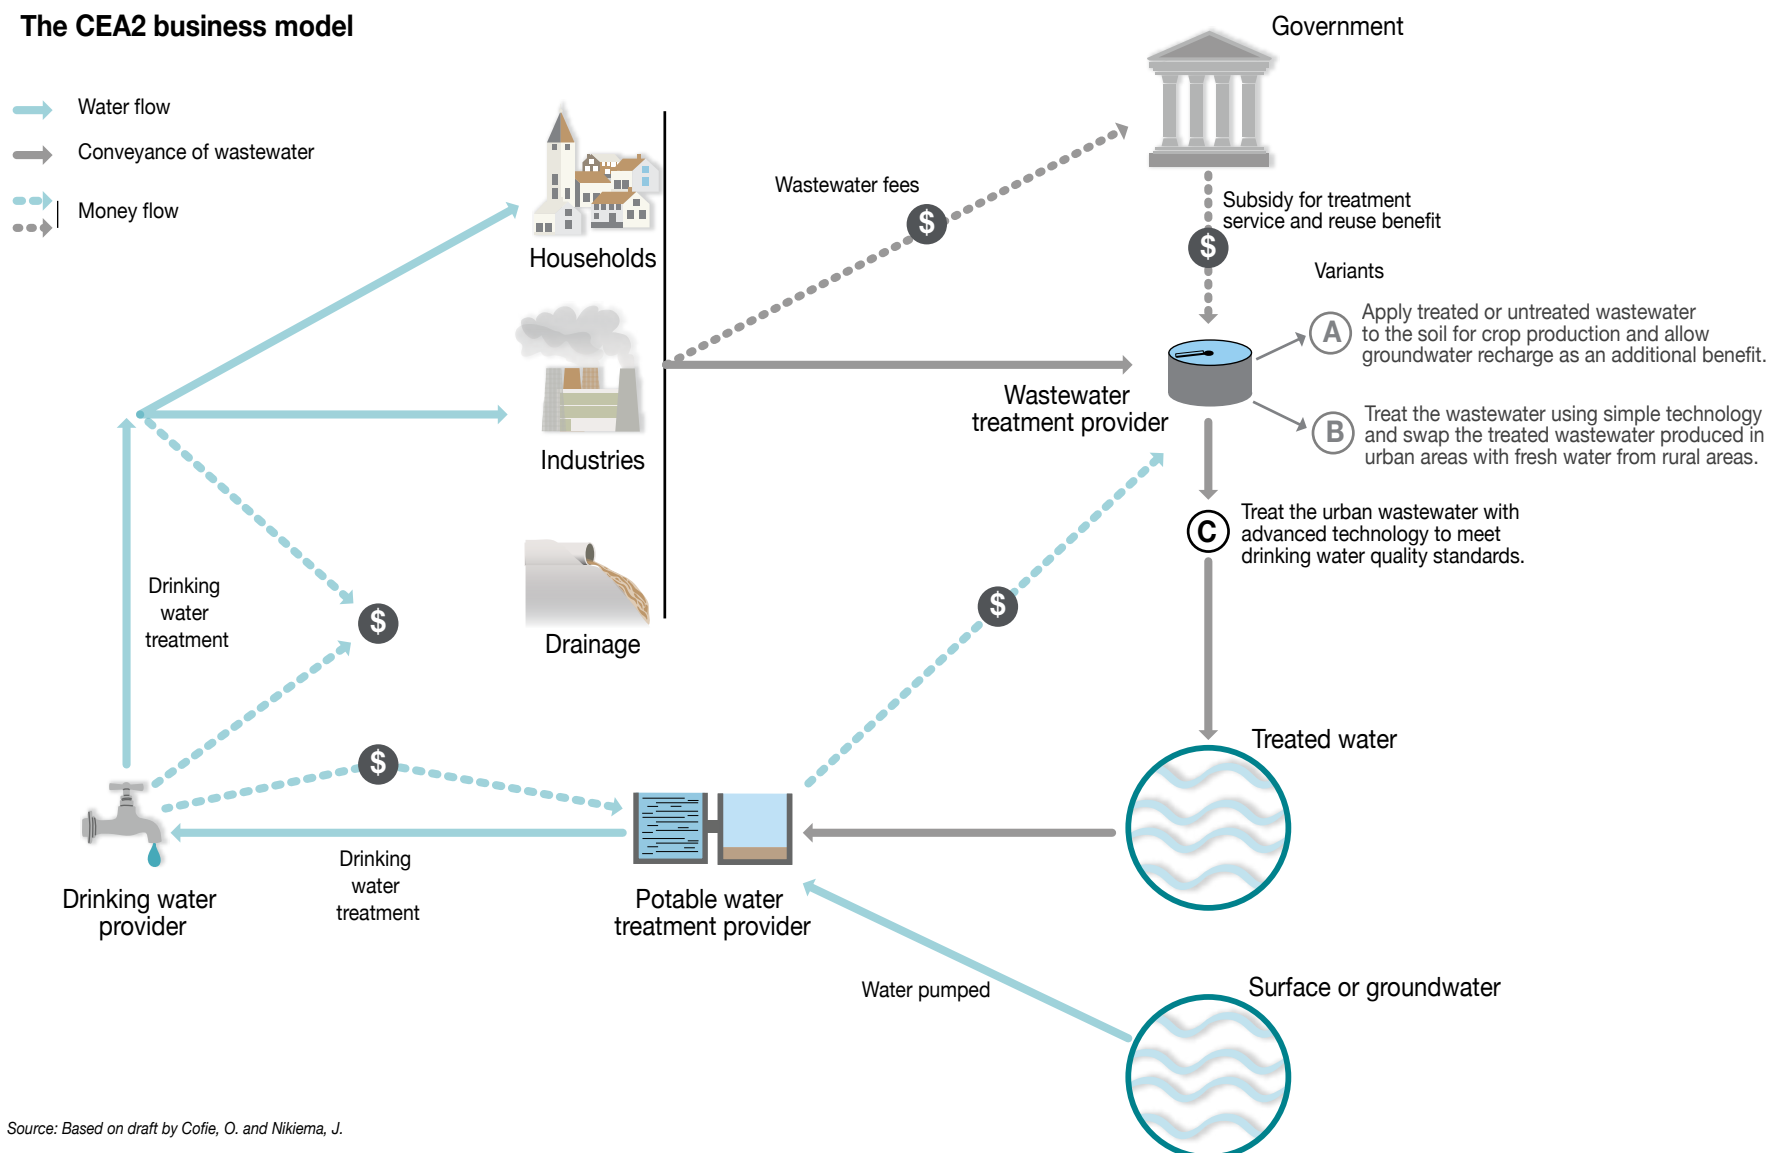 The CEA2 business model
Water flow
Conveyance of wastewater
Money flow
Government
Wastewater fees
$
Subsidy for treatment
service and reuse benefit
$
Households
Industries
Drainage
Variants
A
Apply treated or untreated wastewater
to the soil for crop production and allow
groundwater recharge as an additional benefit.
Wastewater
treatment provider
B
Treat the wastewater using simple technology
and swap the treated wastewater produced in
urban areas with fresh water from rural areas.
C
Treat the urban wastewater with
advanced technology to meet
drinking water quality standards.
Drinking
water
treatment
$
$
$
Treated water
Drinking water
provider
Drinking
water
treatment
Potable water
treatment provider
Water pumped
Surface or groundwater
Source: Based on draft by Cofie, O. and Nikiema, J.